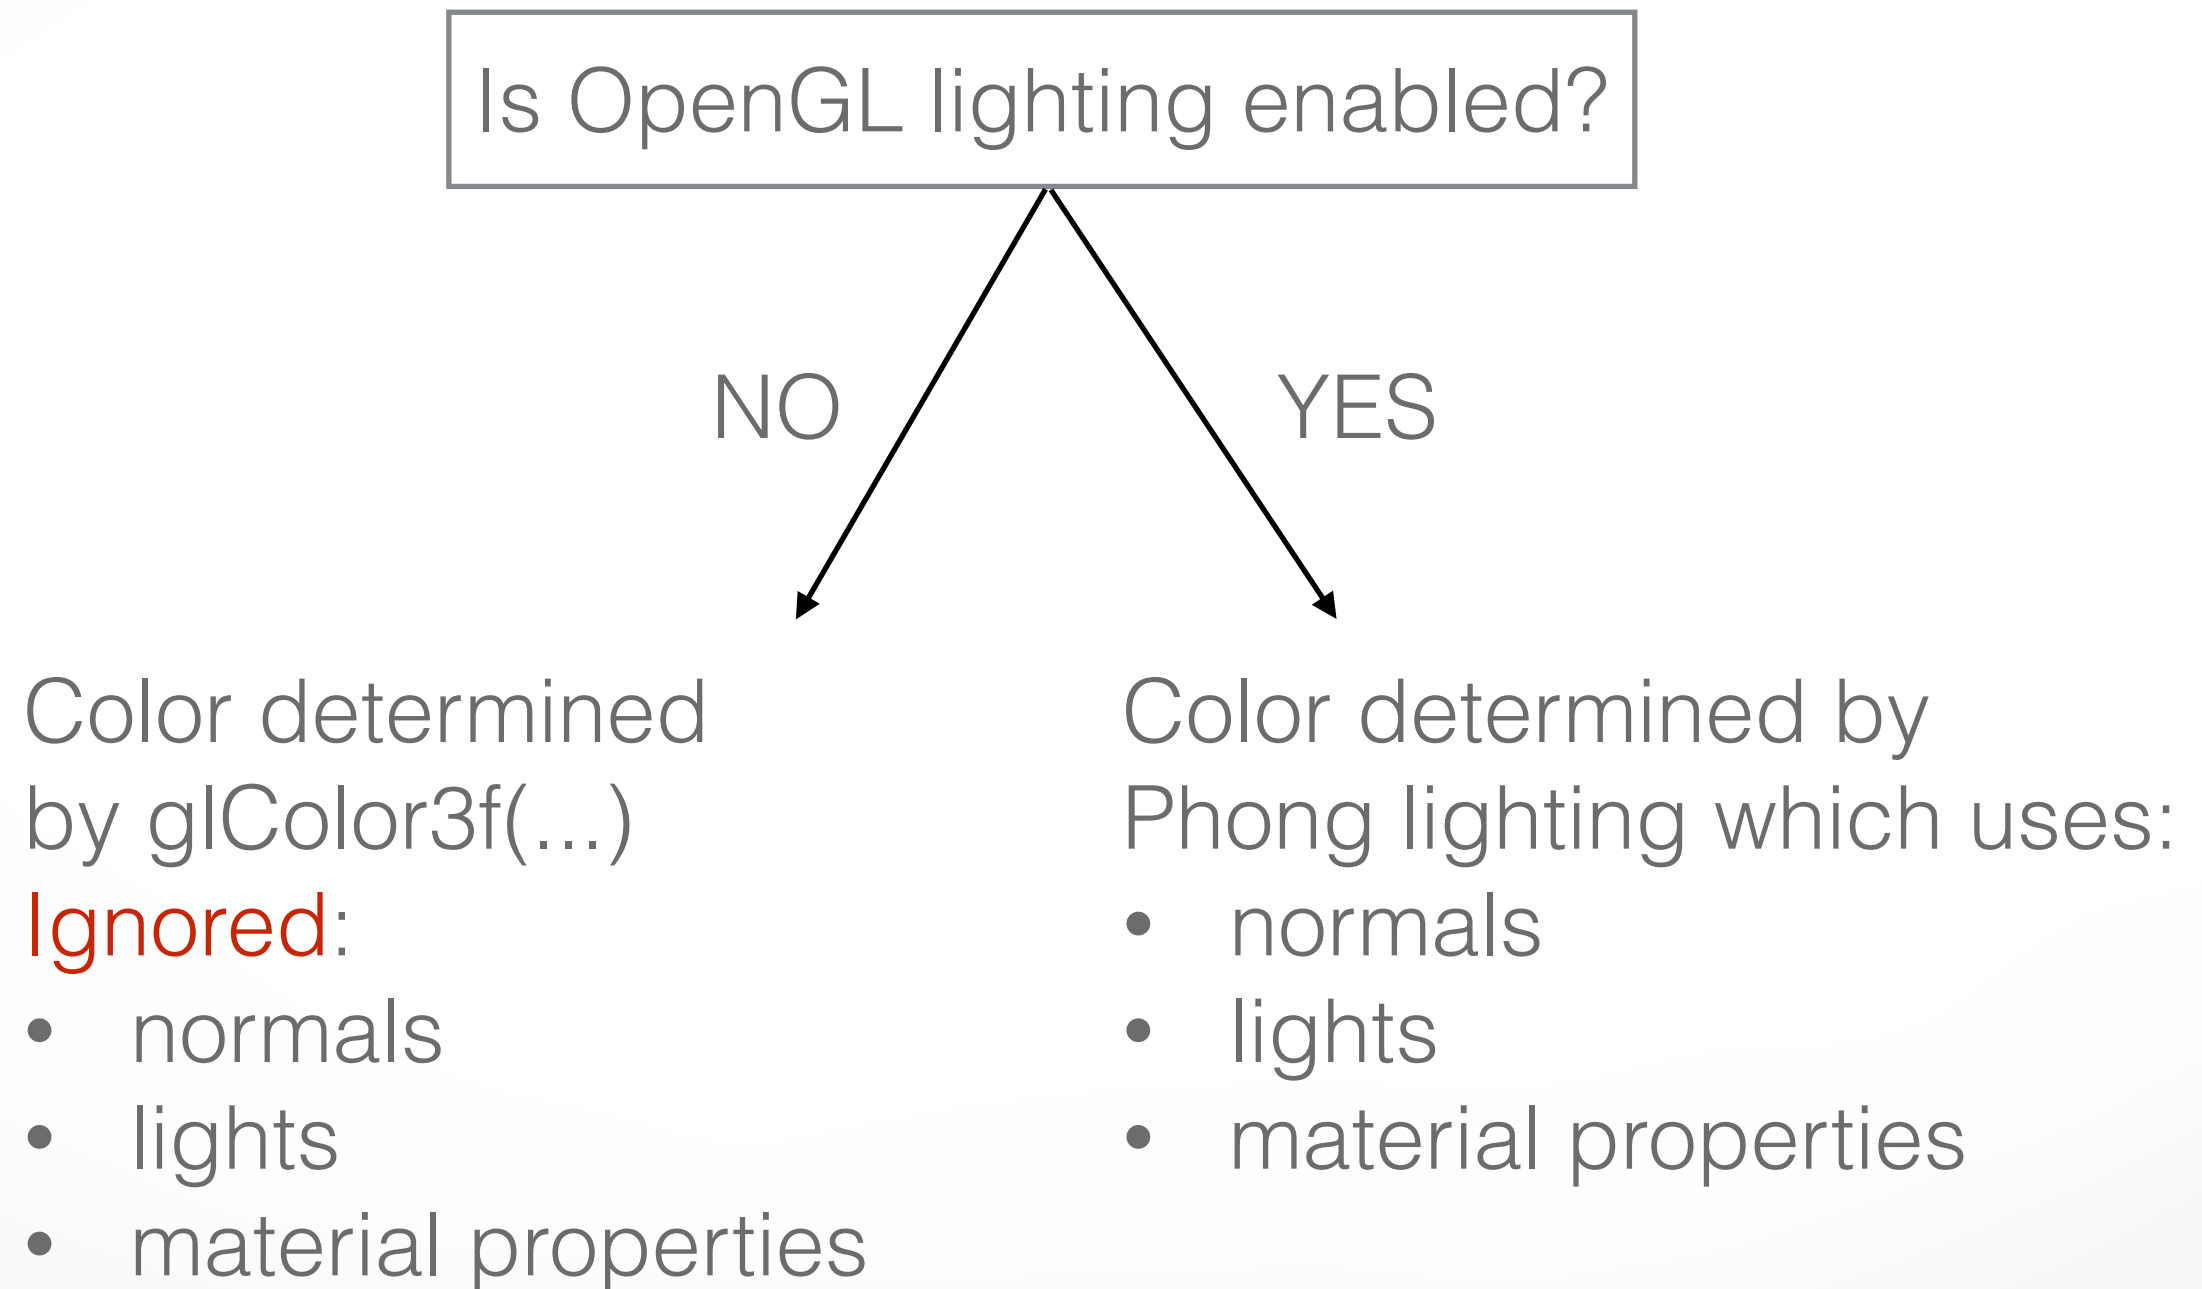 Is OpenGL lighting enabled?
NO
YES
Color determined
by glColor3f(...)
Ignored:
• normals
• lights
• material properties
Color determined by
Phong lighting which uses:
• normals
• lights
• material properties